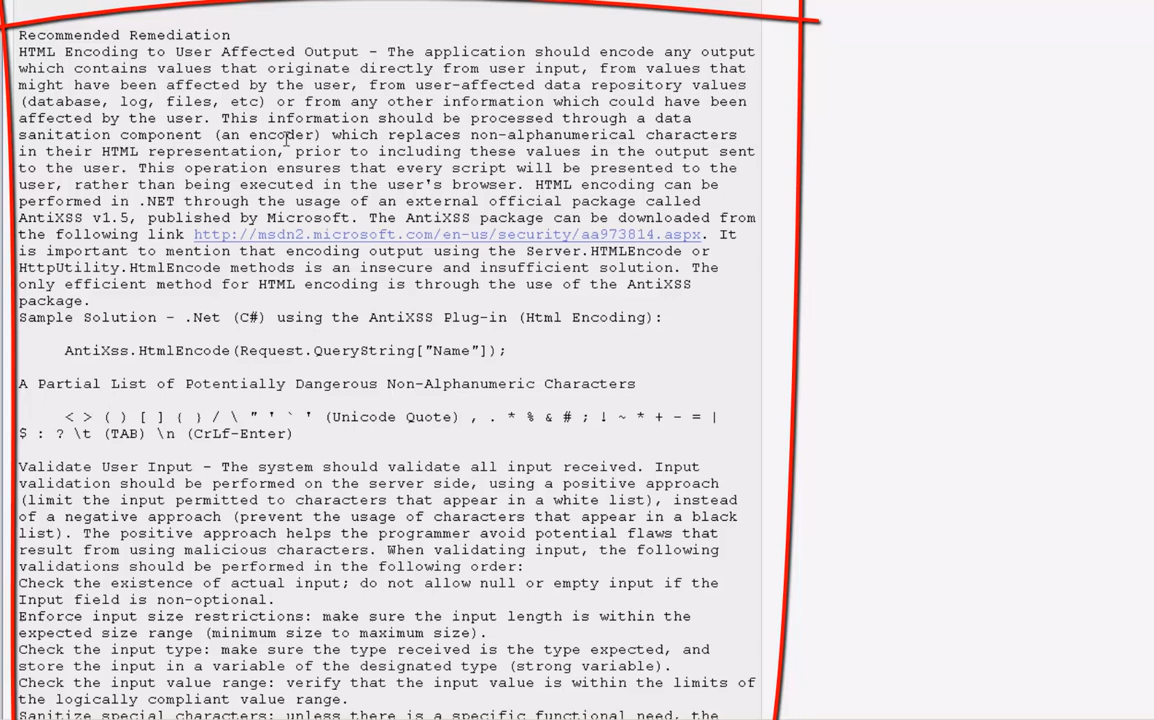 Recommended Remediation
HTML Encoding to User Affected Output - The application should encode any output
which contains values that originate directly from user input, from values that
might have been affected by the user, from user-affected data repository values
(database, log, files, etc) or from any other information which could have been
affected by the user. This information should be processed through a data
sanitation component (an encoder) which replaces non-alphanumerical characters
in their HTML representation, prior to including these values in the output sent
to the user. This operation ensures that every script will be presented to the
user, rather than being executed in the user's browser. HTML encoding can be
performed in .NET through the usage of an external official package called
AntiXSS v1.5, published by Microsoft. The AntiXSS package can be downloaded from
the following link http://msdn2.microsoft.com/en-us/security/aa973814.aspx. It
is important to mention that encoding output using the Server.HTMLEncode or
HttpUtility.HtmlEncode methods is an insecure and insufficient solution. The
only efficient method for HTML encoding is through the use of the AntiXSS
package.
Sample Solution - .Net (C#) using the AntiXSS Plug-in (Html Encoding):
AntiXss.HtmlEncode(Request.QueryString["Name"]);
A Partial List of Potentially Dangerous Non-Alphanumeric Characters
< > ( ) [ ] { } / \ " ' ` ' (Unicode Quote) , . * % & # ; ! ~ * + - = |
$ : ? \t (TAB) \n (CrLf-Enter)
Validate User Input - The system should validate all input received. Input
validation should be performed on the server side, using a positive approach
(limit the input permitted to characters that appear in a white list), instead
of a negative approach (prevent the usage of characters that appear in a black
list). The positive approach helps the programmer avoid potential flaws that
result from using malicious characters. When validating input, the following
validations should be performed in the following order:
Check the existence of actual input; do not allow null or empty input if the
Input field is non-optional.
Enforce input size restrictions: make sure the input length is within the
expected size range (minimum size to maximum size).
Check the input type: make sure the type received is the type expected, and
store the input in a variable of the designated type (strong variable).
Check the input value range: verify that the input value is within the limits of
the logically compliant value range.
Sanitize special characters: unless there is a specific functional need, the